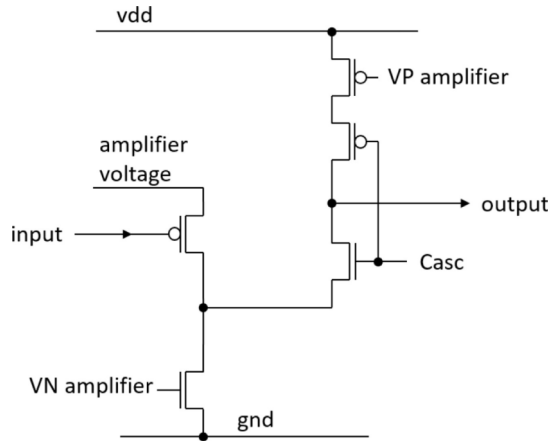 vdd
VP amplifier
amplifier
voltage
output
input
Casc
VN amplifier
gnd